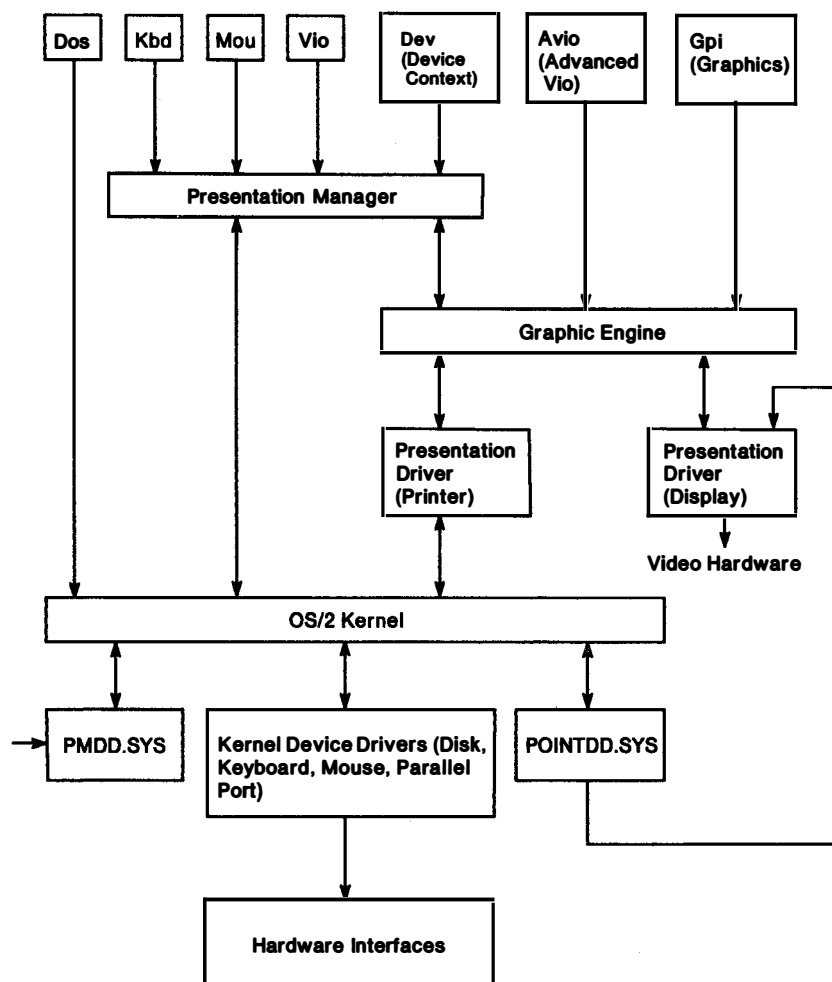 Dos
Kbd
Mou
Vio
Dev
(Device
Context)
Avio
(Advanced
Vio)
Gpi
(Graphics)
Presentation Manager
Graphic Engine
Presentation
Driver
(Printer)
Presentation
Driver
(Display)
Video Hardware
OS/2 Kernel
PMDD.SYS
Kernel Device Drivers (Disk,
Keyboard, Mouse, Parallel
Port)
POINTDD.SYS
Hardware Interfaces